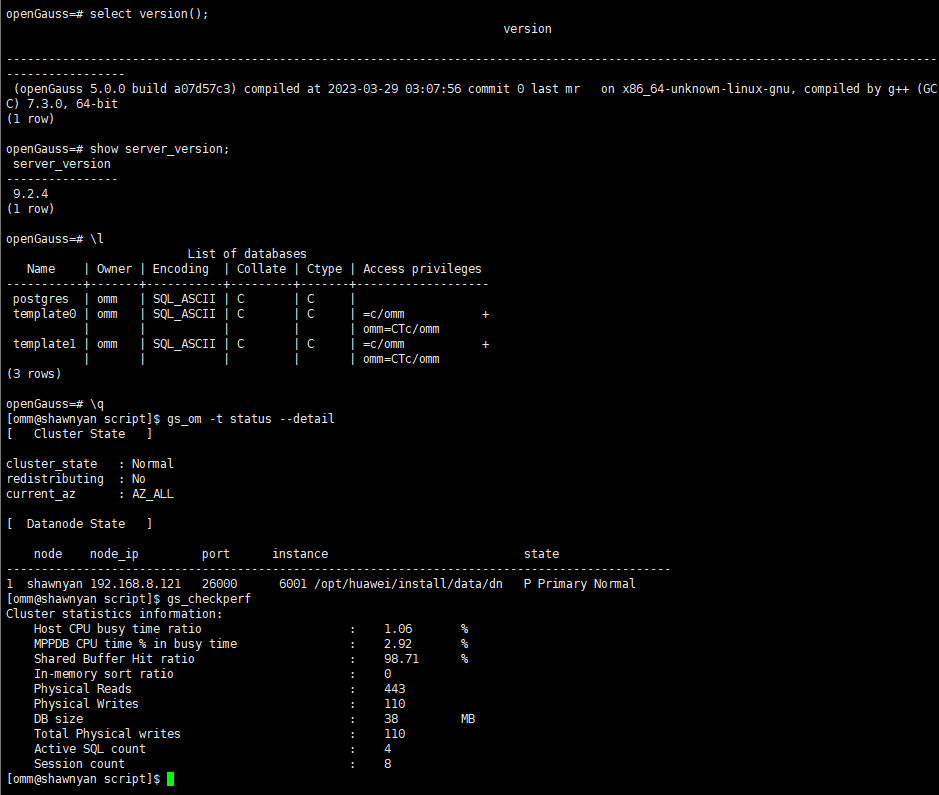 openGauss=# select version();
                                                                       version

-------------------------------------------------------------------------------------------------------------------------------------
-----------------
 (openGauss 5.0.0 build a07d57c3) compiled at 2023-03-29 03:07:56 commit 0 last mr   on x86_64-unknown-linux-gnu, compiled by g++ (GC
C) 7.3.0, 64-bit
(1 row)

openGauss=# show server_version;
 server_version
----------------
 9.2.4
(1 row)

openGauss=# \l
                          List of databases
   Name    | Owner | Encoding  | Collate | Ctype | Access privileges
-----------+-------+-----------+---------+-------+-------------------
 postgres  | omm   | SQL_ASCII | C       | C     |
 template0 | omm   | SQL_ASCII | C       | C     | =c/omm           +
           |       |           |         |       | omm=CTc/omm
 template1 | omm   | SQL_ASCII | C       | C     | =c/omm           +
           |       |           |         |       | omm=CTc/omm
(3 rows)

openGauss=# \q
[omm@shawnyan script]$ gs_om -t status --detail
[   Cluster State   ]

cluster_state   : Normal
redistributing  : No
current_az      : AZ_ALL

[  Datanode State   ]

    node    node_ip         port      instance                            state
-----------------------------------------------------------------------------------------------
1  shawnyan 192.168.8.121   26000      6001 /opt/huawei/install/data/dn   P Primary Normal
[omm@shawnyan script]$ gs_checkperf
Cluster statistics information:
    Host CPU busy time ratio                     :    1.06       %
    MPPDB CPU time % in busy time                :    2.92       %
    Shared Buffer Hit ratio                      :    98.71      %
    In-memory sort ratio                         :    0
    Physical Reads                               :    443
    Physical Writes                              :    110
    DB size                                      :    38         MB
    Total Physical writes                        :    110
    Active SQL count                             :    4
    Session count                                :    8
[omm@shawnyan script]$